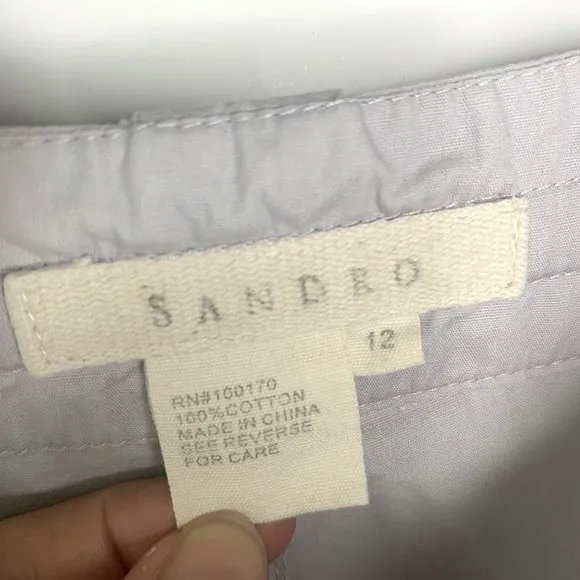 SANDRO
12
RN#100170
100%COTTON
MADE IN CHINA
SEE REVERSE
FOR CARE